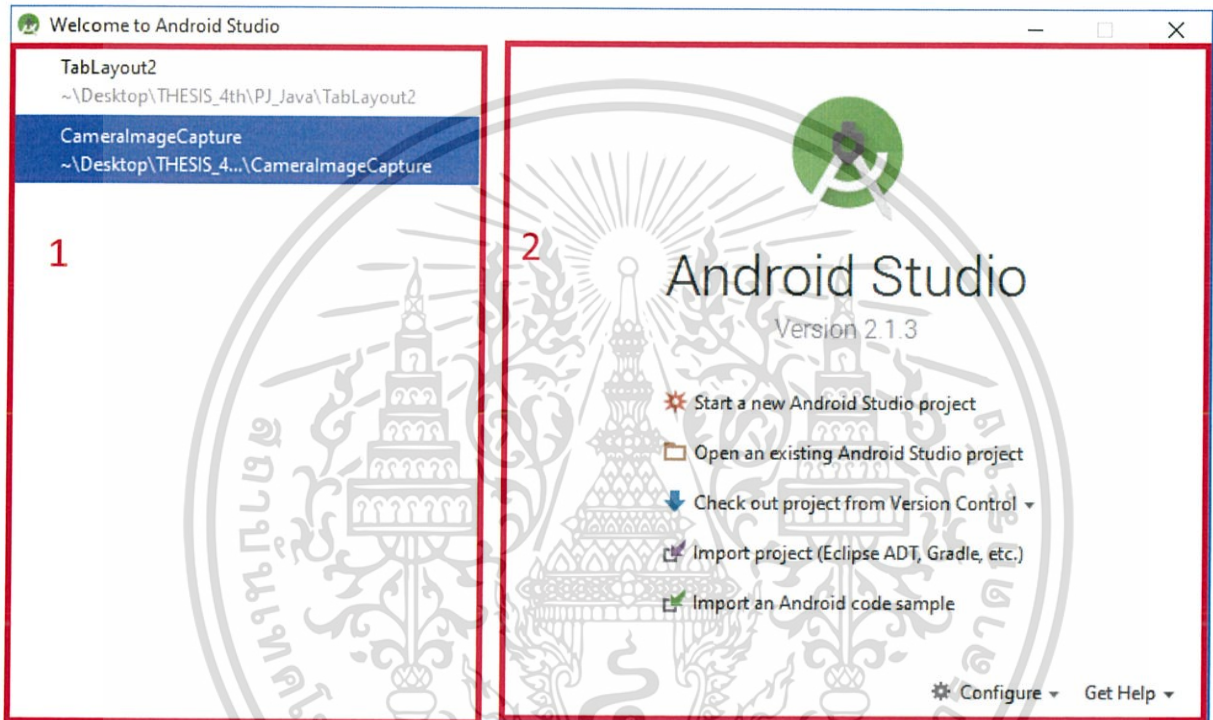 Welcome to Android Studio
TabLayout2
~\Desktop\THESIS_4th\PJ_Java\TabLayout2
CameraImageCapture
~\Desktop\THESIS_4...\CameraImageCapture
1
2
Android Studio
Version 2.1.3
Start a new Android Studio project
Open an existing Android Studio project
Check out project from Version Control
Import project (Eclipse ADT, Gradle, etc.)
Import an Android code sample
Configure
Get Help